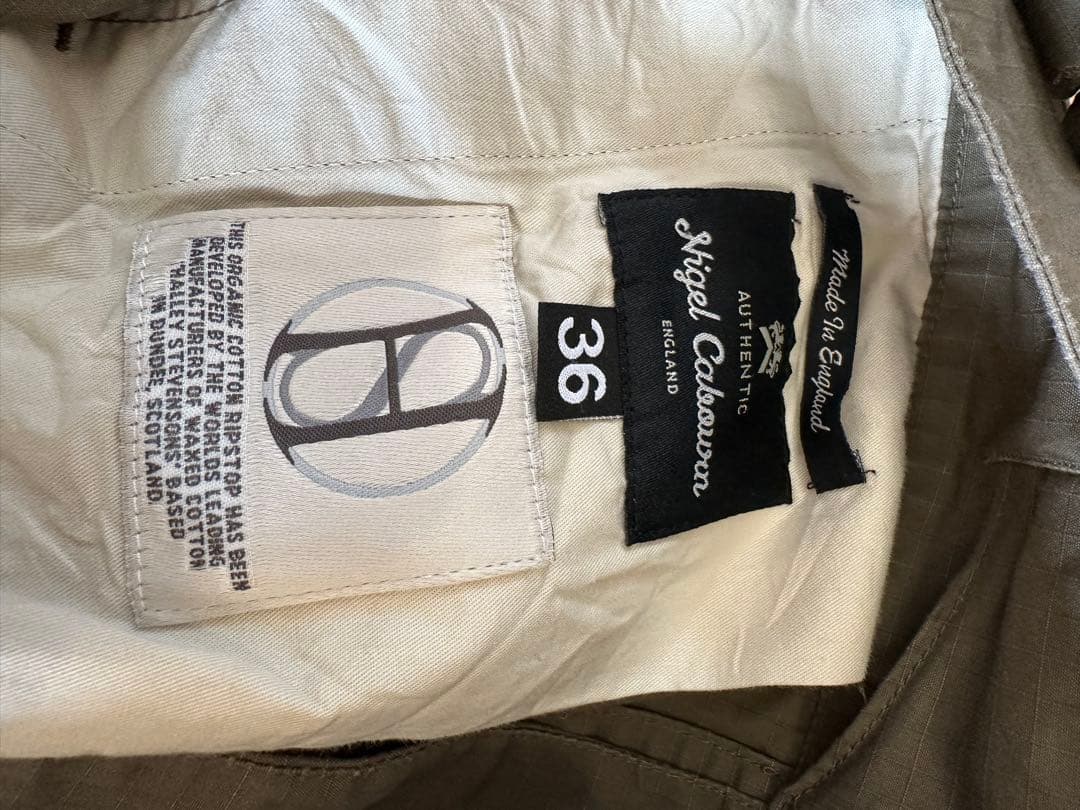 Made In England
AUTHENTIC
Nigel Cabourn
ENGLAND
36
THIS ORGANIC COTTON RIPSTOP HAS BEEN
DEVELOPED BY THE WORLDS LEADING
MANUFACTURERS OF WAXED COTTON
'HALLEY STEVENSONS' BASED
IN DUNDEE, SCOTLAND.